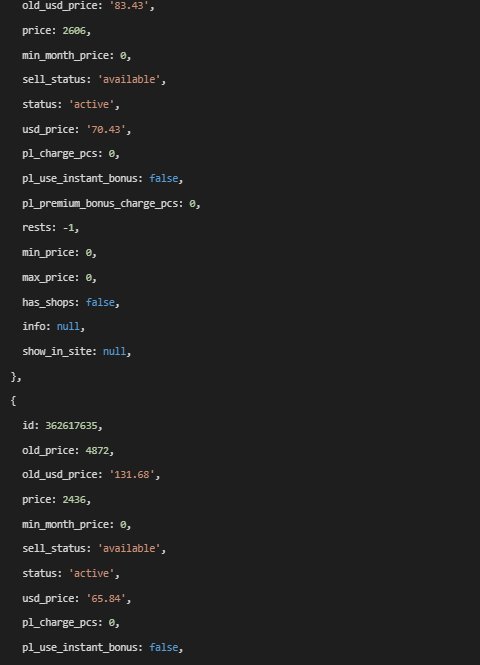 old_usd_price: '83.43',
price: 2606,
min_month_price: 0,
sell_status: 'available',
status: 'active',
usd_price: '70.43',
pl_charge_pcs: 0,
pl_use_instant_bonus: false,
pl_premium_bonus_charge_pcs: 0,
rests: -1,
min_price: 0,
max_price: 0,
has_shops: false,
info: null,
show_in_site: null,
},
{
id: 362617635,
old_price: 4872,
old_usd_price: '131.68',
price: 2436,
min_month_price: 0,
sell_status: 'available',
status: 'active',
usd_price: '65.84',
pl_charge_pcs: 0,
pl_use_instant_bonus: false,